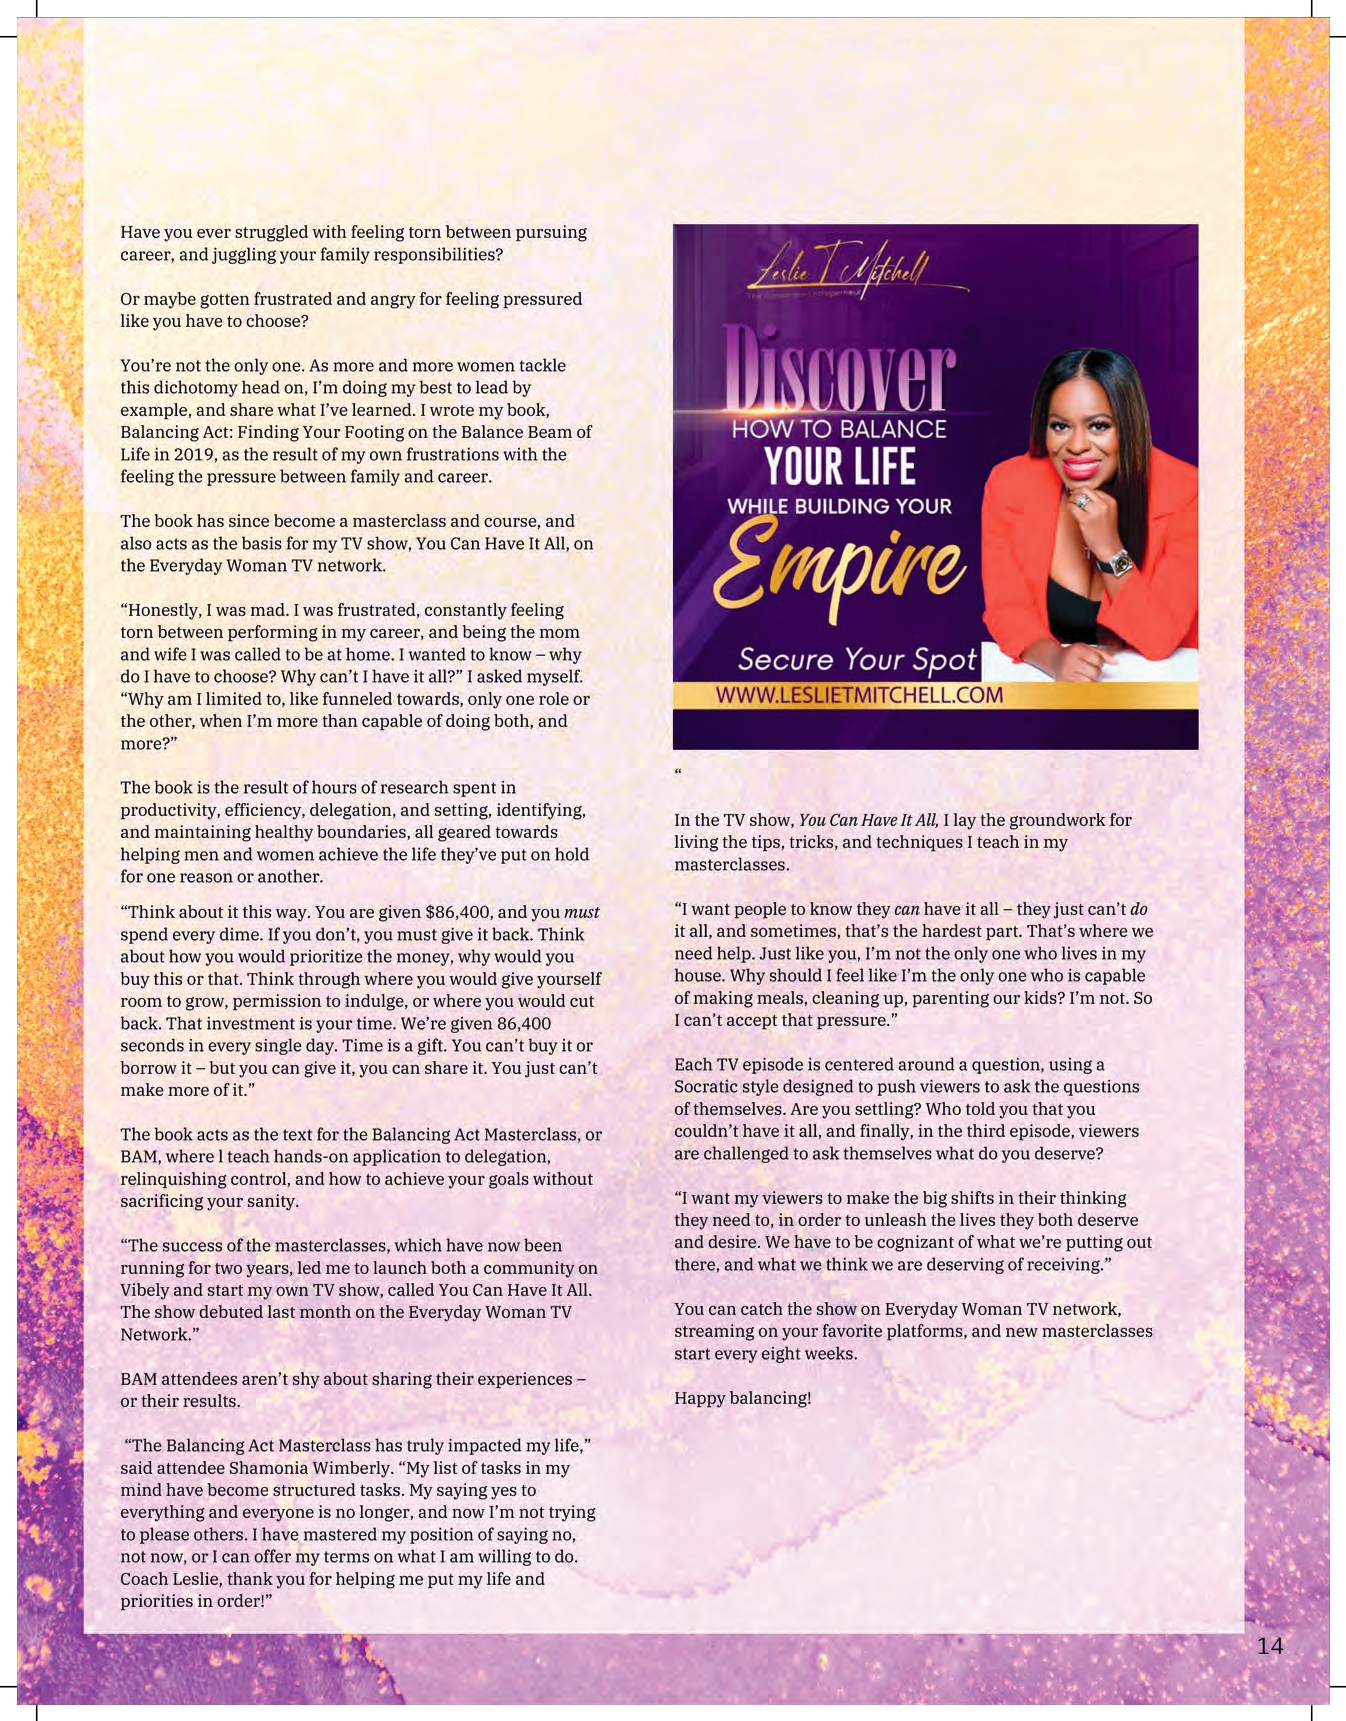 Have you ever struggled with feeling torn between pursuing
career, and juggling your family responsibilities?
Or maybe gotten frustrated and angry for feeling pressured
like you have to choose?
You’re not the only one. As more and more women tackle
this dichotomy head on, I’m doing my best to lead by
example, and share what I’ve learned. I wrote my book,
Balancing Act: Finding Your Footing on the Balance Beam of
Life in 2019, as the result of my own frustrations with the
feeling the pressure between family and career.
The book has since become a masterclass and course, and
also acts as the basis for my TV show, You Can Have It All, on
the Everyday Woman TV network.
“Honestly, I was mad. I was frustrated, constantly feeling
torn between performing in my career, and being the mom
and wife I was called to be at home. I wanted to know – why
do I have to choose? Why can’t I have it all?” I asked myself.
“Why am I limited to, like funneled towards, only one role or
the other, when I’m more than capable of doing both, and
more?”
The book is the result of hours of research spent in
productivity, efficiency, delegation, and setting, identifying,
and maintaining healthy boundaries, all geared towards
helping men and women achieve the life they’ve put on hold
for one reason or another.
“Think about it this way. You are given $86,400, and you must
spend every dime. If you don’t, you must give it back. Think
about how you would prioritize the money, why would you
buy this or that. Think through where you would give yourself
room to grow, permission to indulge, or where you would cut
back. That investment is your time. We’re given 86,400
seconds in every single day. Time is a gift. You can’t buy it or
borrow it – but you can give it, you can share it. You just can’t
make more of it.”
The book acts as the text for the Balancing Act Masterclass, or
BAM, where l teach hands-on application to delegation,
relinquishing control, and how to achieve your goals without
sacrificing your sanity.
“The success of the masterclasses, which have now been
running for two years, led me to launch both a community on
Vibely and start my own TV show, called You Can Have It All.
The show debuted last month on the Everyday Woman TV
Network.”
BAM attendees aren’t shy about sharing their experiences –
or their results.
“The Balancing Act Masterclass has truly impacted my life,”
said attendee Shamonia Wimberly. “My list of tasks in my
mind have become structured tasks. My saying yes to
everything and everyone is no longer, and now I’m not trying
to please others. I have mastered my position of saying no,
not now, or I can offer my terms on what I am willing to do.
Coach Leslie, thank you for helping me put my life and
priorities in order!”
Leslie T Mitchell
Discover
HOW TO BALANCE
YOUR LIFE
WHILE BUILDING YOUR
Empire
Secure Your Spot
WWW.LESLIETMITCHELL.COM
“
In the TV show, You Can Have It All, I lay the groundwork for
living the tips, tricks, and techniques I teach in my
masterclasses.
“I want people to know they can have it all – they just can’t do
it all, and sometimes, that’s the hardest part. That’s where we
need help. Just like you, I’m not the only one who lives in my
house. Why should I feel like I’m the only one who is capable
of making meals, cleaning up, parenting our kids? I’m not. So
I can’t accept that pressure.”
Each TV episode is centered around a question, using a
Socratic style designed to push viewers to ask the questions
of themselves. Are you settling? Who told you that you
couldn’t have it all, and finally, in the third episode, viewers
are challenged to ask themselves what do you deserve?
“I want my viewers to make the big shifts in their thinking
they need to, in order to unleash the lives they both deserve
and desire. We have to be cognizant of what we’re putting out
there, and what we think we are deserving of receiving.”
You can catch the show on Everyday Woman TV network,
streaming on your favorite platforms, and new masterclasses
start every eight weeks.
Happy balancing!
14